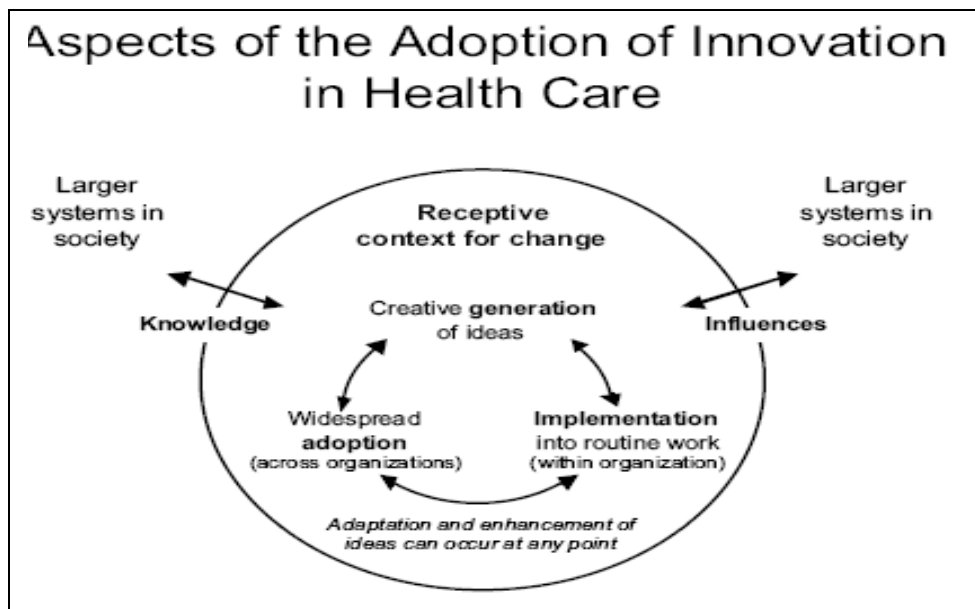 Aspects of the Adoption of Innovation
in Health Care
Larger
systems in
society
Larger
systems in
society
Receptive
context for change
Knowledge
Influences
Creative generation
of ideas
Widespread
adoption
(across organizations)
Implementation
into routine work
(within organization)
Adaptation and enhancement of
ideas can occur at any point